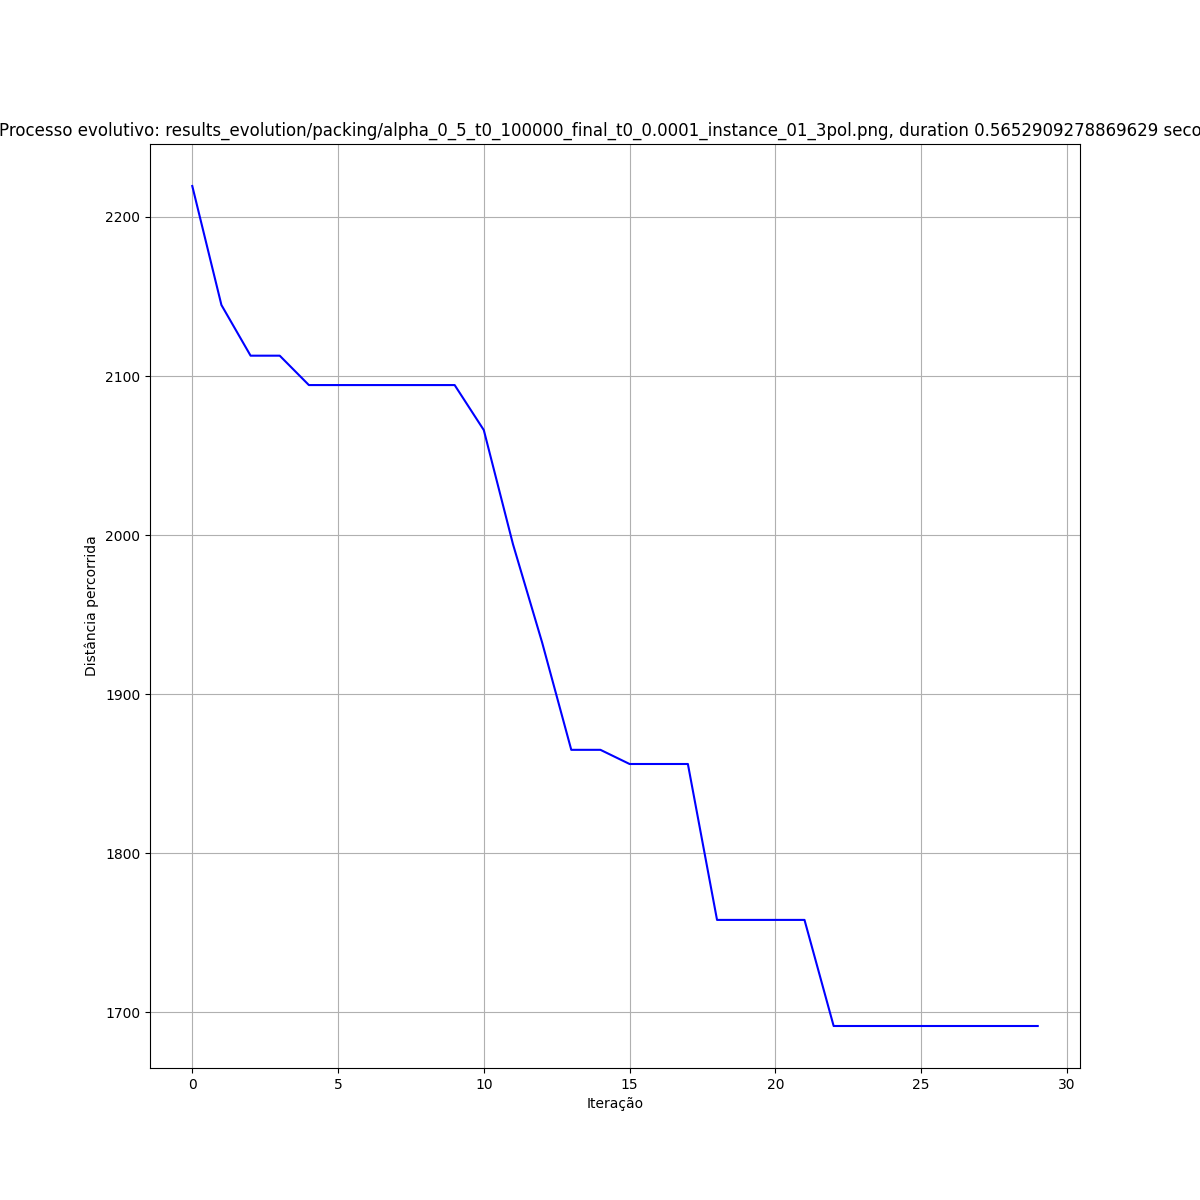 Processo evolutivo: results_evolution/packing/alpha_0_5_t0_100000_final_t0_0.0001_instance_01_3pol.png, duration 0.5652909278869629 seco
2200
2100
2000
1900
1800
1700
Distância percorrida
0 5 10 15 20 25 30
Iteração